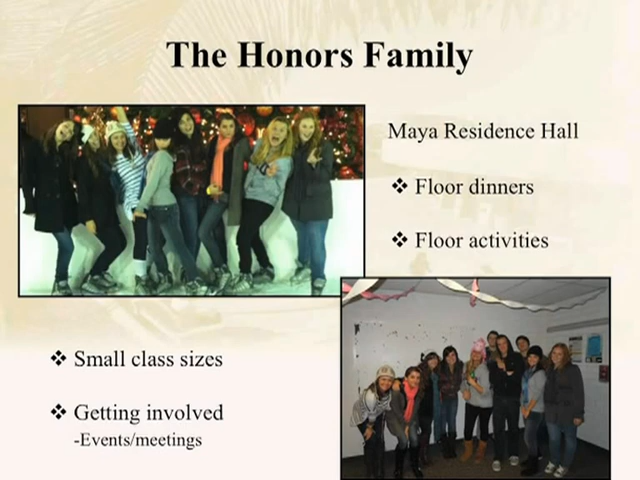 The Honors Family
Maya Residence Hall
❖ Floor dinners
❖ Floor activities
❖ Small class sizes
❖ Getting involved
-Events/meetings